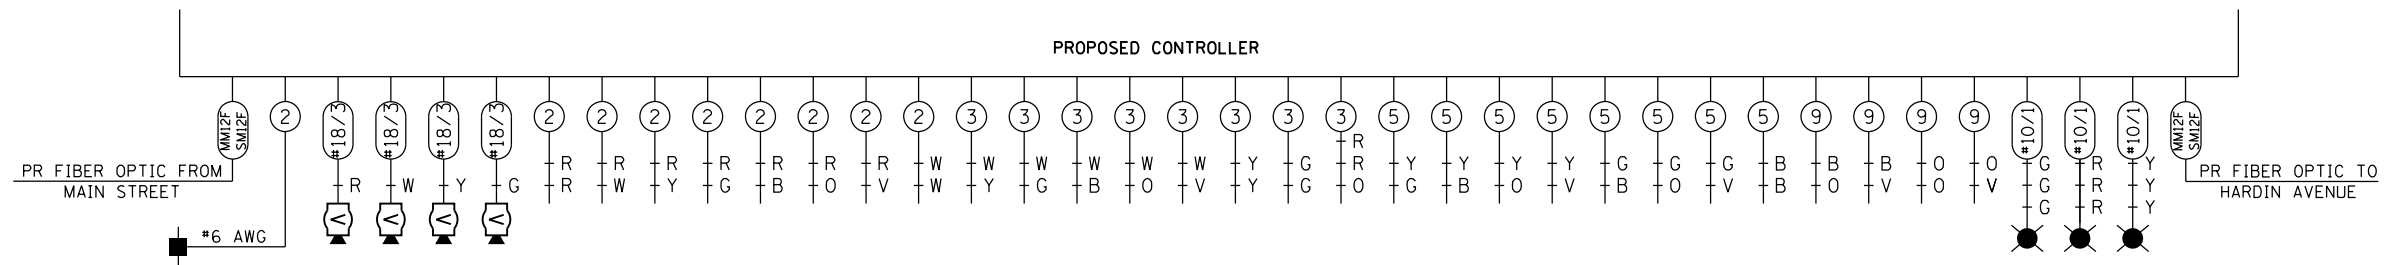 PROPOSED CONTROLLER
MM12F SM12F 2 #18/3 #18/3 #18/3 #18/3 2 2 2 2 2 2 2 2 3 3 3 3 3 3 3 3 5 5 5 5 5 5 5 5 9 9 9 9 #10/1 #10/1 #10/1 MM12F SM12F
R
R R R R R R R W W W W W W Y G R Y Y Y Y G G G B B B O O G R Y
PR FIBER OPTIC FROM R W Y G R W Y G B O V W Y G B O V Y G O G B O V B O V B O V O V G R Y PR FIBER OPTIC TO
MAIN STREET G R Y HARDIN AVENUE
V V V V
#6 AWG